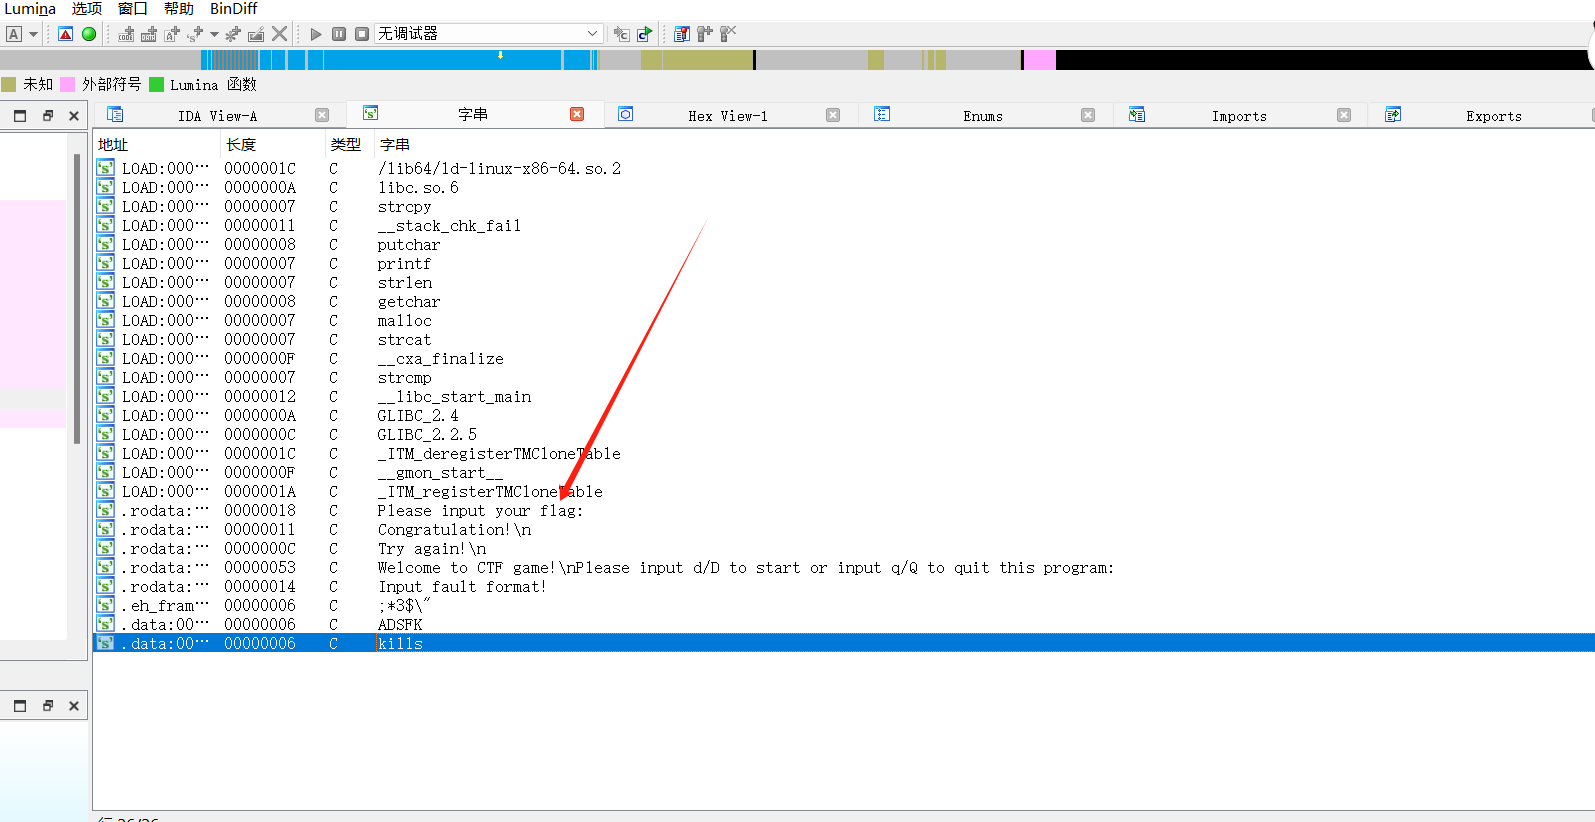 Lumina 选项 窗口 帮助 BinDiff
A 无调试器
未知 外部符号 Lumina 函数
IDA View-A 字串 Hex View-1 Enums Imports Exports
地址 长度 类型 字串
LOAD:000··· 0000001C C /lib64/ld-linux-x86-64.so.2
LOAD:000··· 0000000A C libc.so.6
LOAD:000··· 00000007 C strcpy
LOAD:000··· 00000011 C __stack_chk_fail
LOAD:000··· 00000008 C putchar
LOAD:000··· 00000007 C printf
LOAD:000··· 00000007 C strlen
LOAD:000··· 00000008 C getchar
LOAD:000··· 00000007 C malloc
LOAD:000··· 00000007 C strcat
LOAD:000··· 0000000F C __cxa_finalize
LOAD:000··· 00000007 C strcmp
LOAD:000··· 00000012 C __libc_start_main
LOAD:000··· 0000000A C GLIBC_2.4
LOAD:000··· 0000000C C GLIBC_2.2.5
LOAD:000··· 0000001C C _ITM_deregisterTMCloneTable
LOAD:000··· 0000000F C __gmon_start__
LOAD:000··· 0000001A C _ITM_registerTMCloneTable
.rodata:··· 00000018 C Please input your flag:
.rodata:··· 00000011 C Congratulation!\n
.rodata:··· 0000000C C Try again!\n
.rodata:··· 00000053 C Welcome to CTF game!\nPlease input d/D to start or input q/Q to quit this program:
.rodata:··· 00000014 C Input fault format!
.eh_fram··· 00000006 C ;*3$\"
.data:00··· 00000006 C ADSFK
.data:00··· 00000006 C kills